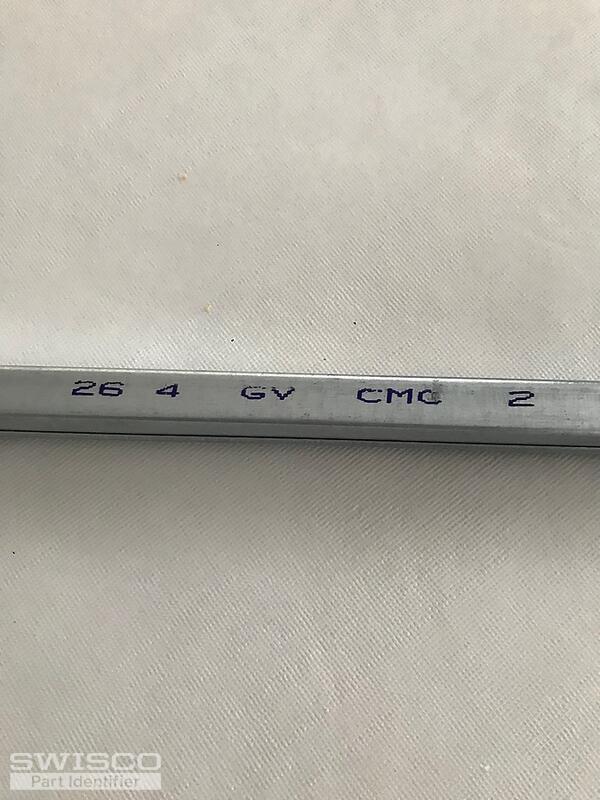 26 4 GV CMC 2
SWISCO
Part Identifier